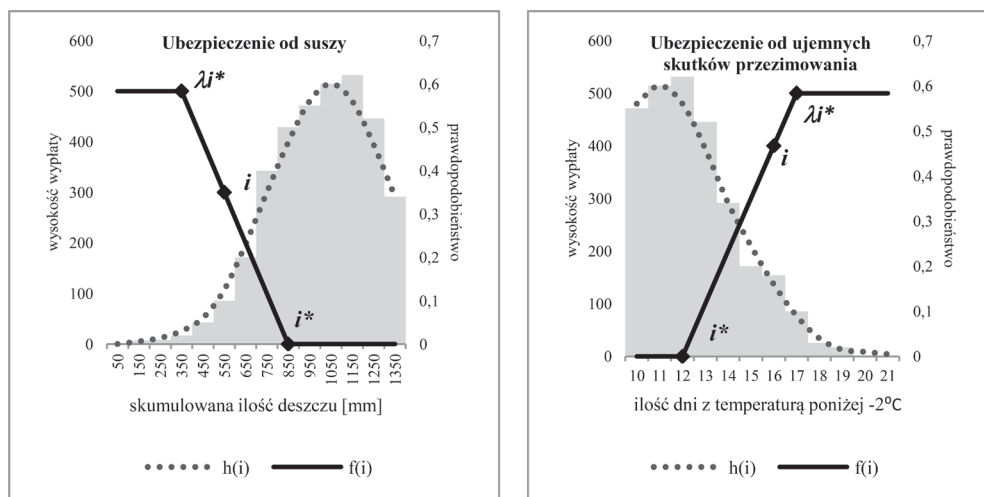 Ubezpieczenie od suszy
600
500
400
300
200
100
0
wysokość wypłaty
λi*
i
i*
0,7
0,6
0,5
0,4
0,3
0,2
0,1
0
prawdopodobieństwo
50 150 250 350 450 550 650 750 850 950 1050 1150 1250 1350
skumulowana ilość deszczu [mm]
h(i) f(i)
Ubezpieczenie od ujemnych
skutków przezimowania
600
500
400
300
200
100
0
wysokość wypłaty
λi*
i
i*
0,7
0,6
0,5
0,4
0,3
0,2
0,1
0
prawdopodobieństwo
10 11 12 13 14 15 16 17 18 19 20 21
ilość dni z temperaturą poniżej -2⁰C
h(i) f(i)